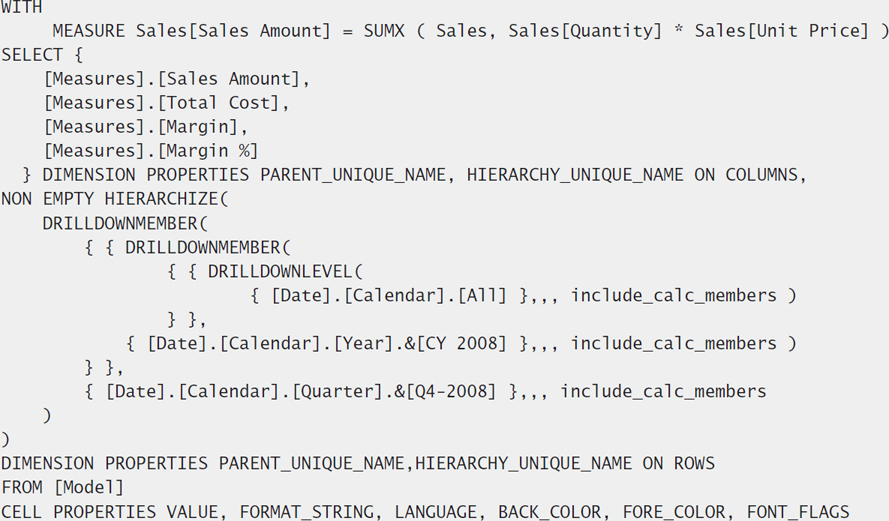 WITH
MEASURE Sales[Sales Amount] = SUMX ( Sales, Sales[Quantity] * Sales[Unit Price] )
SELECT {
[Measures].[Sales Amount],
[Measures].[Total Cost],
[Measures].[Margin],
[Measures].[Margin %]
} DIMENSION PROPERTIES PARENT_UNIQUE_NAME, HIERARCHY_UNIQUE_NAME ON COLUMNS,
NON EMPTY HIERARCHIZE(
DRILLDOWNMEMBER(
{ { DRILLDOWNMEMBER(
{ { DRILLDOWNLEVEL(
{ [Date].[Calendar].[All] },,, include_calc_members )
} },
{ [Date].[Calendar].[Year].&[CY 2008] },,, include_calc_members )
} },
{ [Date].[Calendar].[Quarter].&[Q4-2008] },,, include_calc_members
)
)
DIMENSION PROPERTIES PARENT_UNIQUE_NAME,HIERARCHY_UNIQUE_NAME ON ROWS
FROM [Model]
CELL PROPERTIES VALUE, FORMAT_STRING, LANGUAGE, BACK_COLOR, FORE_COLOR, FONT_FLAGS